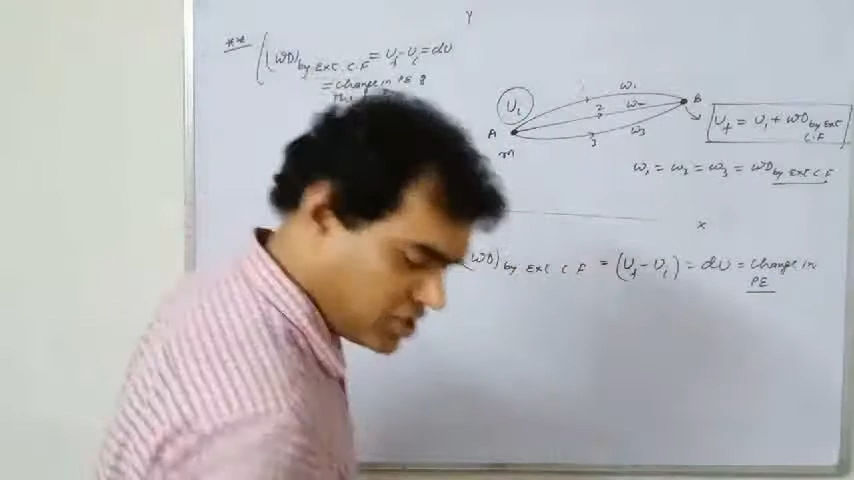 Y
** (WD)by Ext. C.F = Uf - Ui = dU
= Change in PE &
W1
Ui
2 W2
B
A
3 W3
m
Uf = Ui + WD by Ext C.F
W1 = W2 = W3 = WD by Ext C.F
x
WD) by Ext C F = (Uf - Ui) = dU = Change in
PE